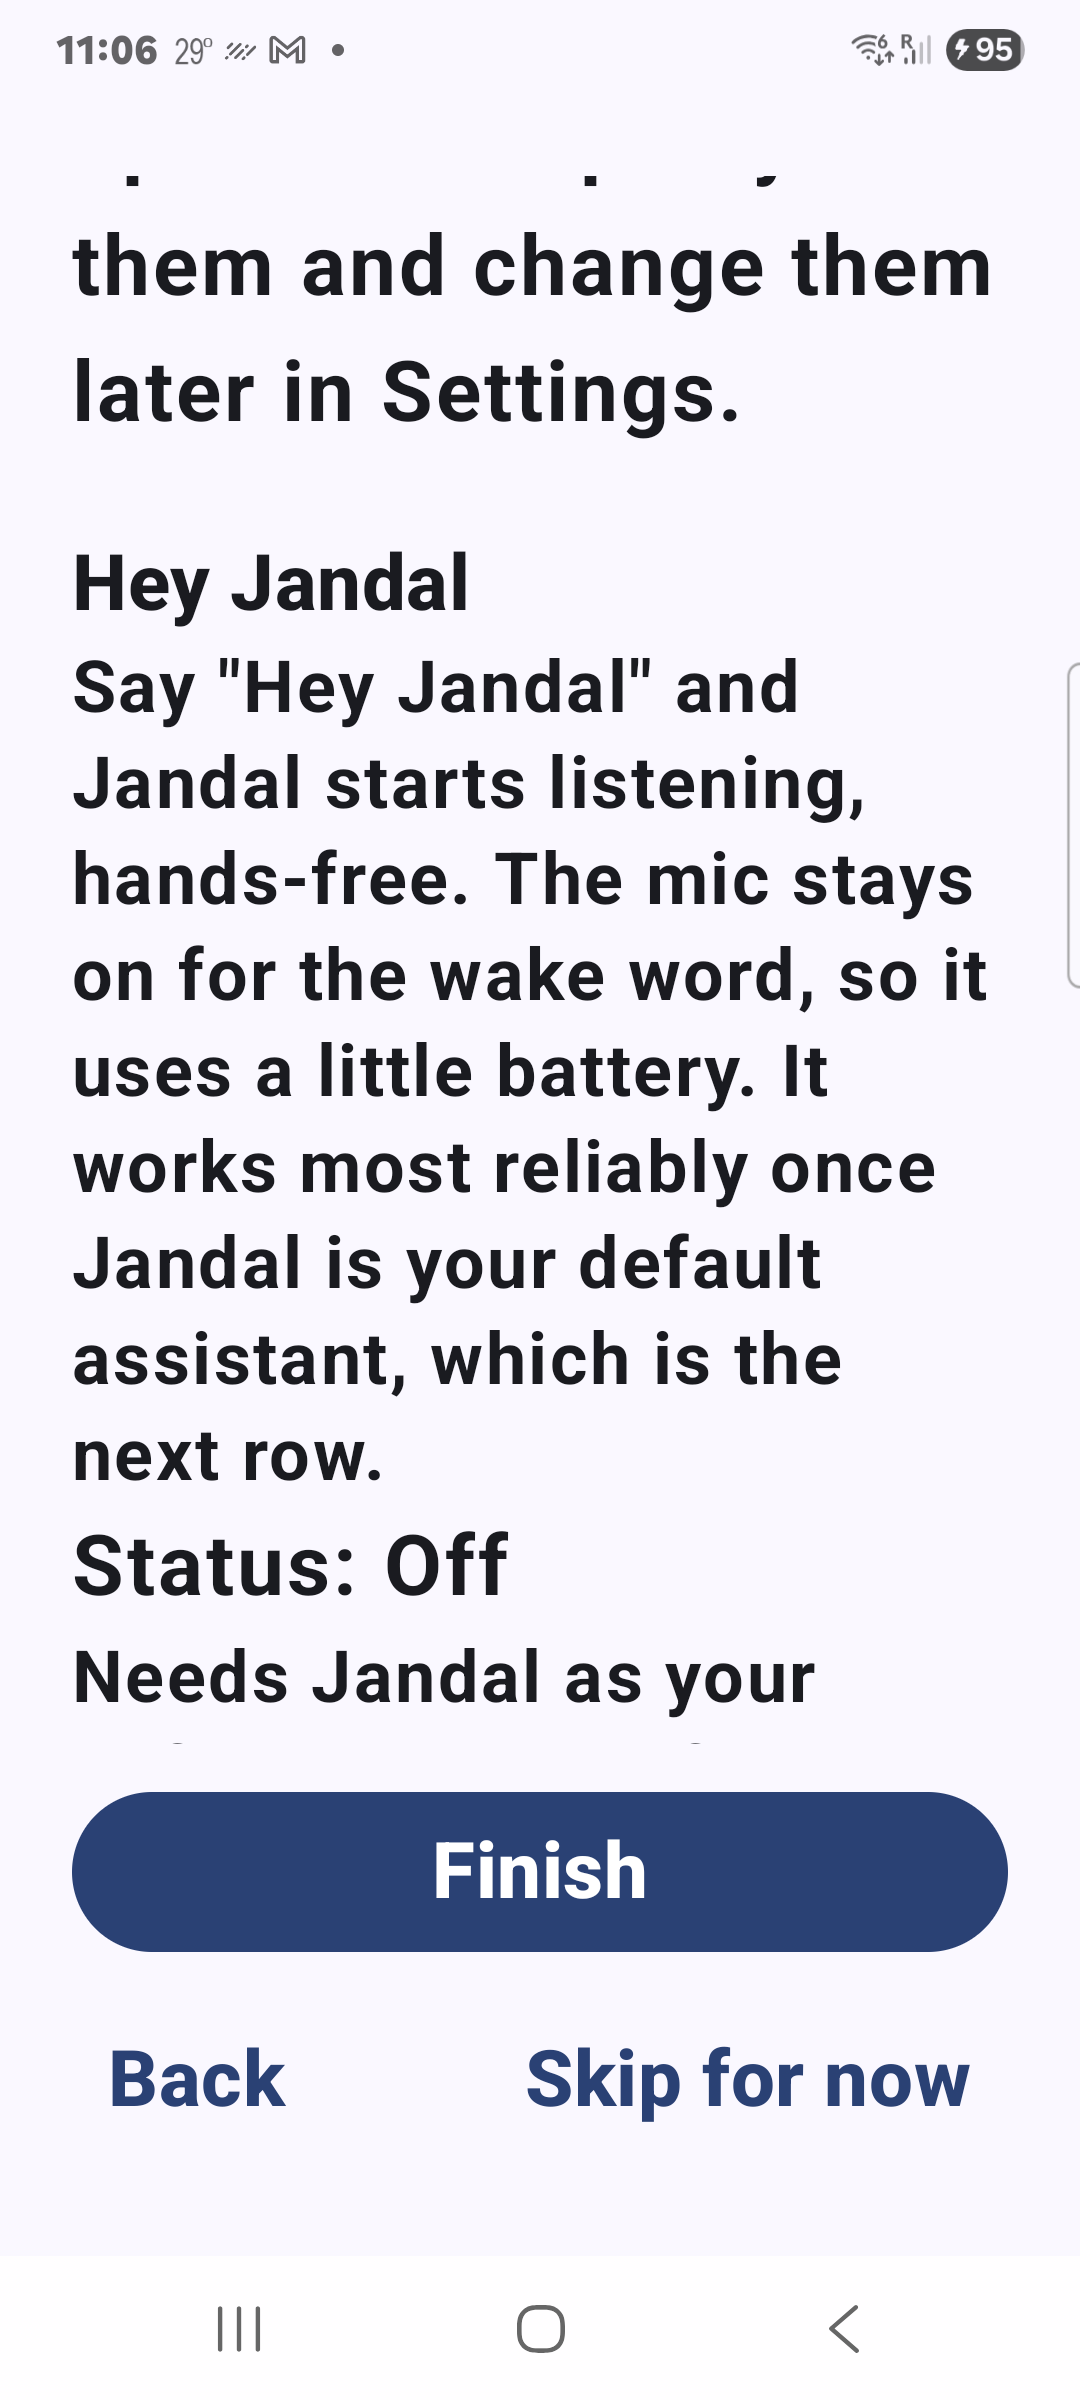 11:06 29°
6 R 95
them and change them
later in Settings.
Hey Jandal
Say "Hey Jandal" and
Jandal starts listening,
hands-free. The mic stays
on for the wake word, so it
uses a little battery. It
works most reliably once
Jandal is your default
assistant, which is the
next row.
Status: Off
Needs Jandal as your
Finish
Back
Skip for now